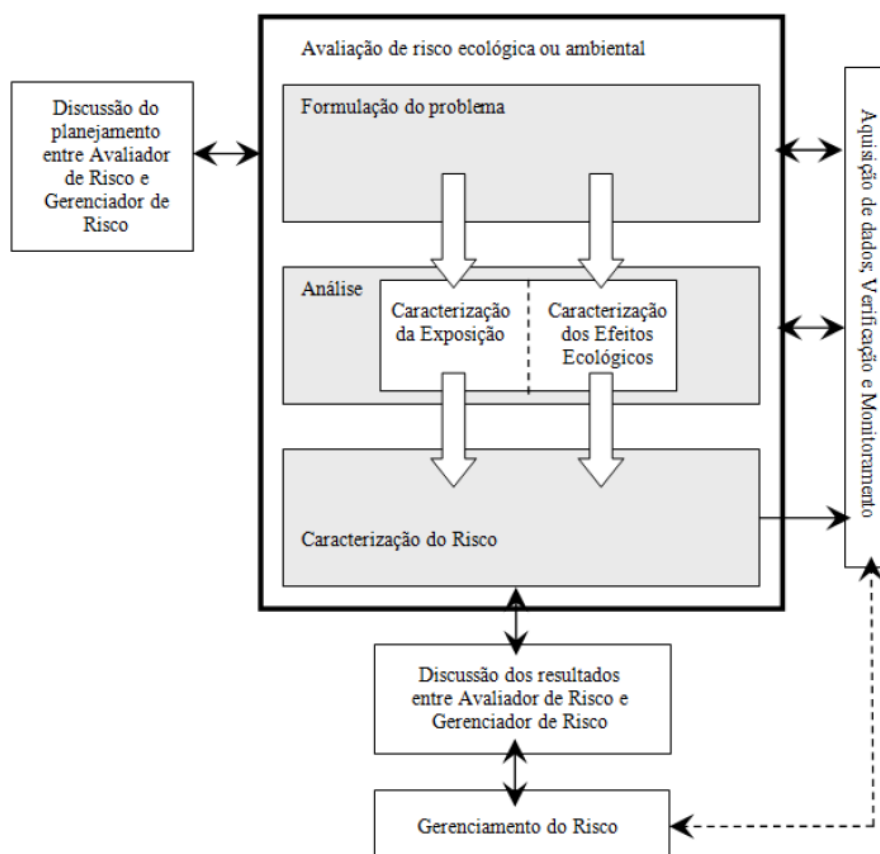 Avaliação de risco ecológica ou ambiental
Discussão do
planejamento
entre Avaliador
de Risco e
Gerenciador de
Risco
Formulação do problema
Análise
Caracterização
da Exposição
Caracterização
dos Efeitos
Ecológicos
Caracterização do Risco
Aquisição de dados; Verificação e Monitoramento
Discussão dos resultados
entre Avaliador de Risco e
Gerenciador de Risco
Gerenciamento do Risco